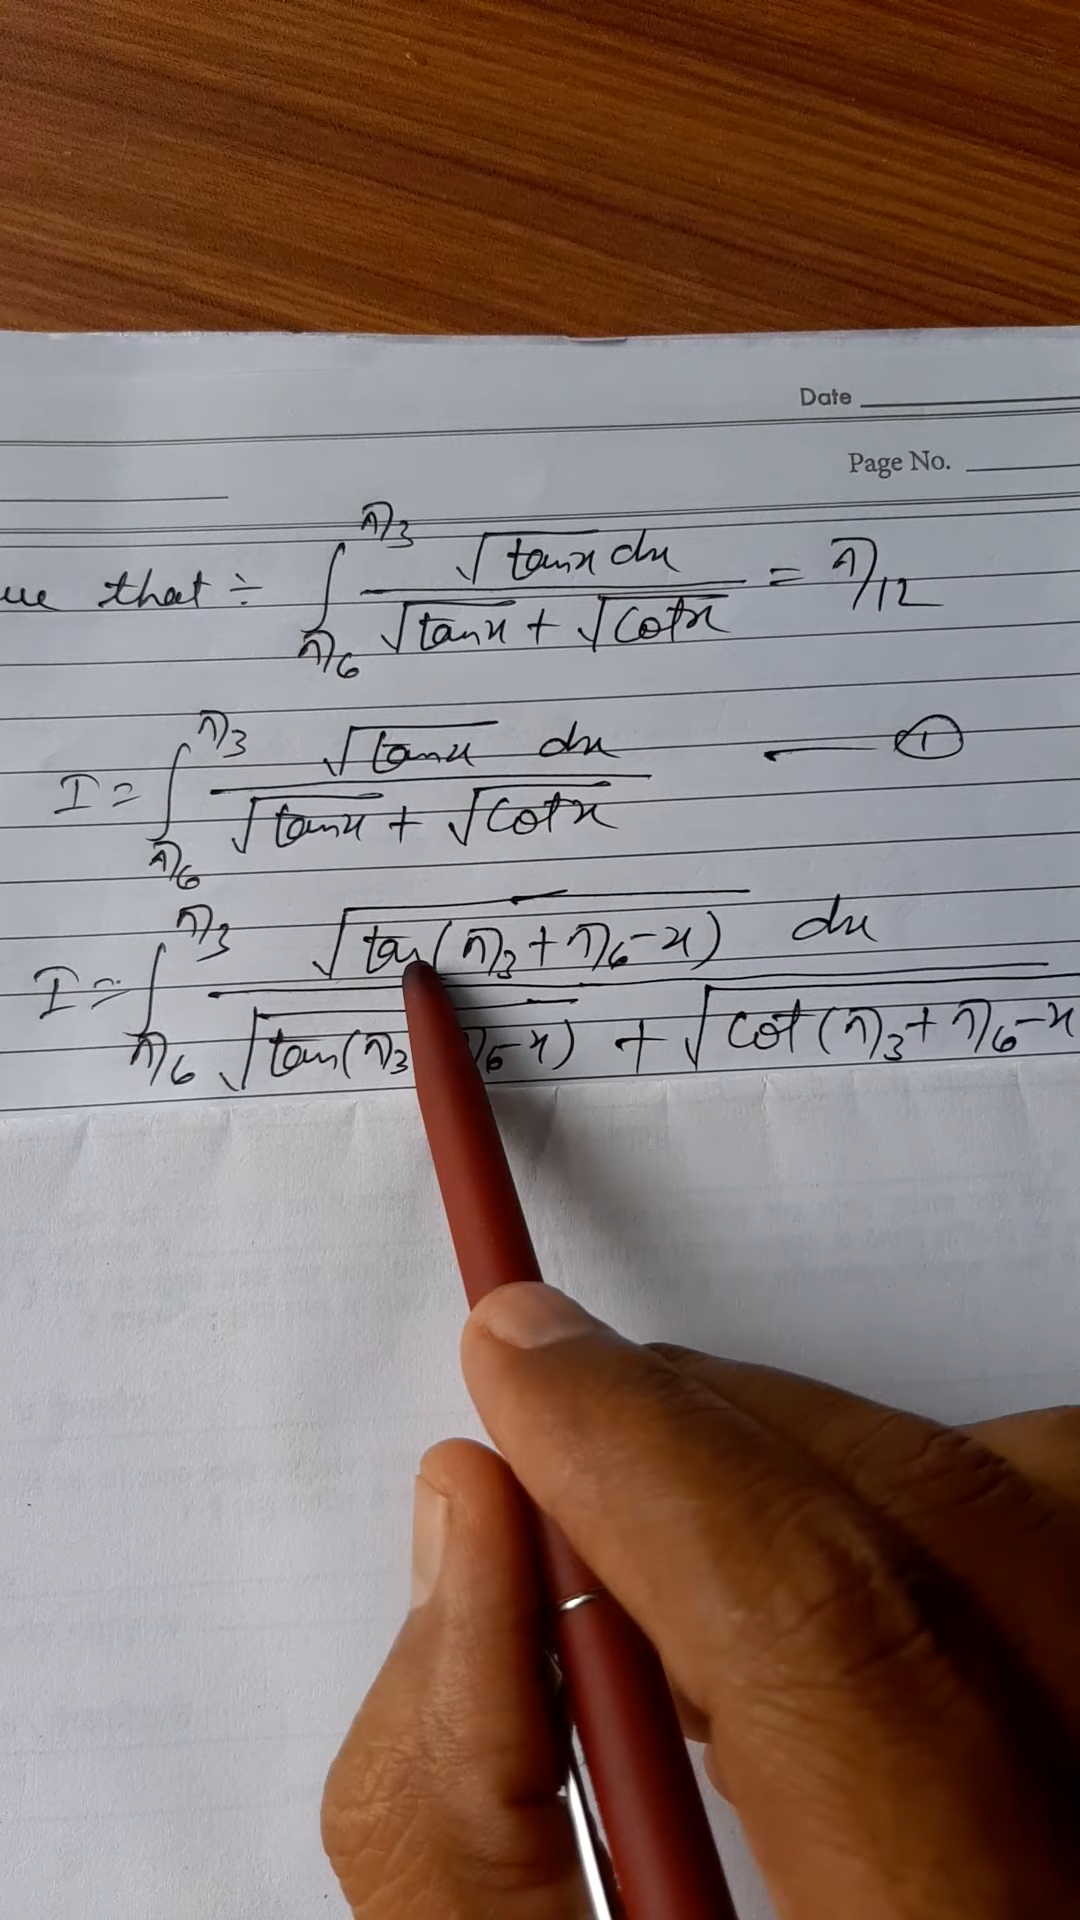 Date
Page No.
that ÷ ∫ π/6 π/3 √tanx dx / √tanx + √cotx = π/12
I = ∫ π/6 π/3 √tanx dx / √tanx + √cotx — ①
I = ∫ π/6 π/3 √tan(π/3 + π/6 - x) dx / √tan(π/3 π/6 - x) + √cot(π/3 + π/6 - x